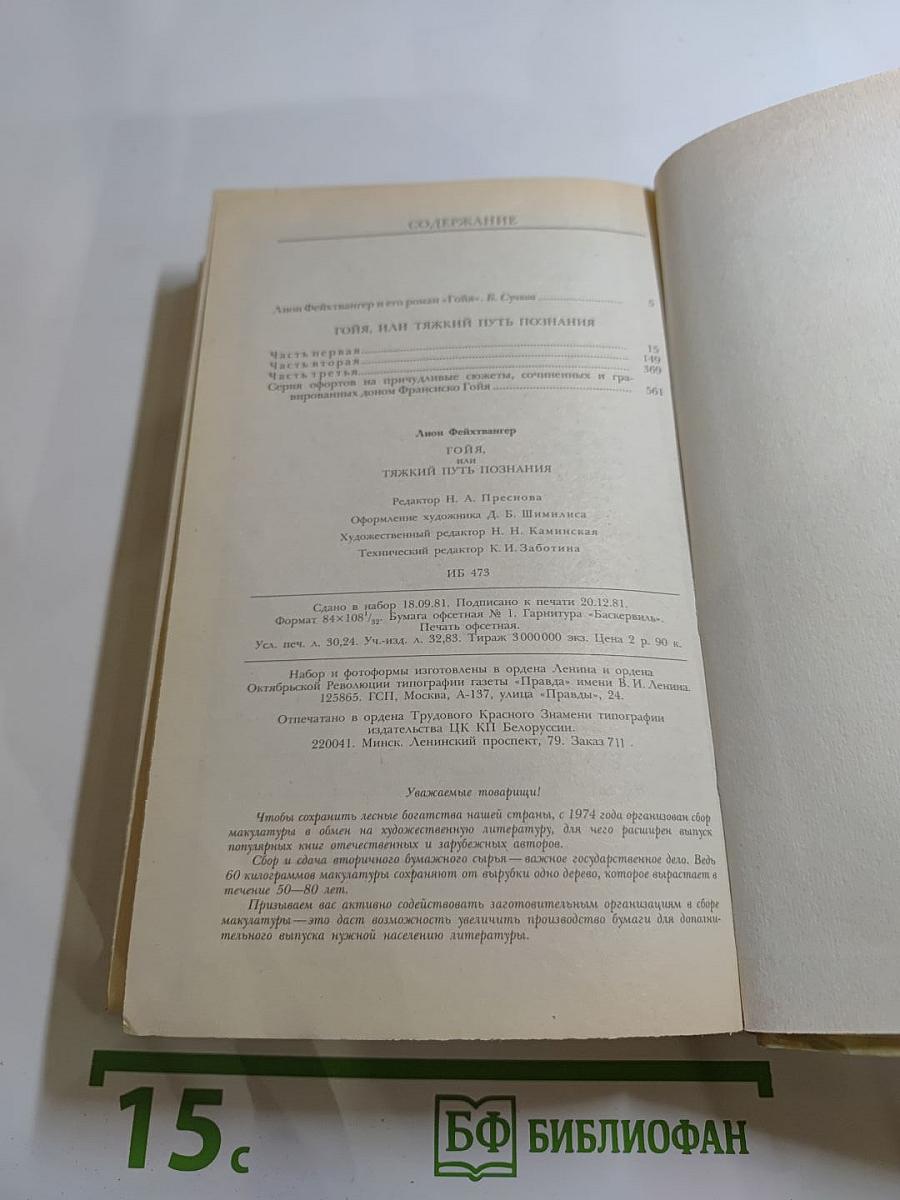 СОДЕРЖАНИЕ
Лион Фейхтвангер и его роман «Гойя». Б. Сучков ........ 5
ГОЙЯ, ИЛИ ТЯЖКИЙ ПУТЬ ПОЗНАНИЯ
Часть первая ........ 15
Часть вторая ........ 149
Часть третья ........ 369
Серия офортов на причудливые сюжеты, сочиненных и гра-
вированных доном Франсиско Гойя ........ 561
Лион Фейхтвангер
ГОЙЯ,
или
ТЯЖКИЙ ПУТЬ ПОЗНАНИЯ
Редактор Н. А. Преснова
Оформление художника Д. Б. Шимилиса
Художественный редактор Н. Н. Каминская
Технический редактор К. И. Заботина
ИБ 473
Сдано в набор 18.09.81. Подписано к печати 20.12.81.
Формат 84×108¹/₃₂. Бумага офсетная № 1. Гарнитура «Баскервиль».
Печать офсетная.
Усл. печ. л. 30,24. Уч.-изд. л. 32,83. Тираж 3 000 000 экз. Цена 2 р. 90 к.
Набор и фотоформы изготовлены в ордена Ленина и ордена
Октябрьской Революции типографии газеты «Правда» имени В. И. Ленина.
125865. ГСП, Москва, А-137, улица «Правды», 24.
Отпечатано в ордена Трудового Красного Знамени типографии
издательства ЦК КП Белоруссии.
220041. Минск. Ленинский проспект, 79. Заказ 711 .
Уважаемые товарищи!
Чтобы сохранить лесные богатства нашей страны, с 1974 года организован сбор
макулатуры в обмен на художественную литературу, для чего расширен выпуск
популярных книг отечественных и зарубежных авторов.
Сбор и сдача вторичного бумажного сырья — важное государственное дело. Ведь
60 килограммов макулатуры сохраняют от вырубки одно дерево, которое вырастает в
течение 50—80 лет.
Призываем вас активно содействовать заготовительным организациям в сборе
макулатуры — это даст возможность увеличить производство бумаги для дополни-
тельного выпуска нужной населению литературы.
15 с
БФ БИБЛИОФАН